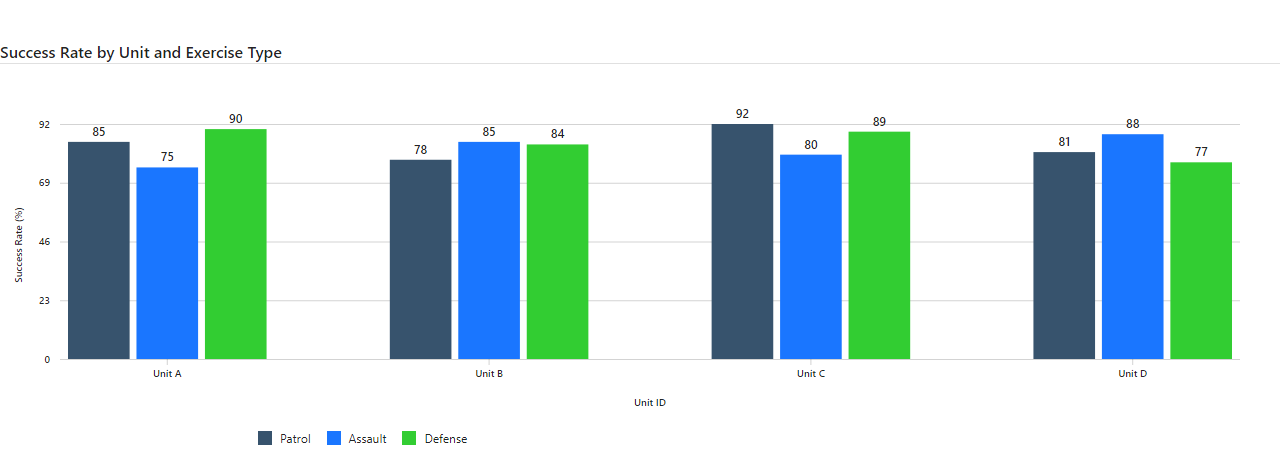 Success Rate by Unit and Exercise Type
92
69
46
23
0
Success Rate (%)
85
75
90
78
85
84
92
80
89
81
88
77
Unit A
Unit B
Unit C
Unit D
Unit ID
Patrol
Assault
Defense